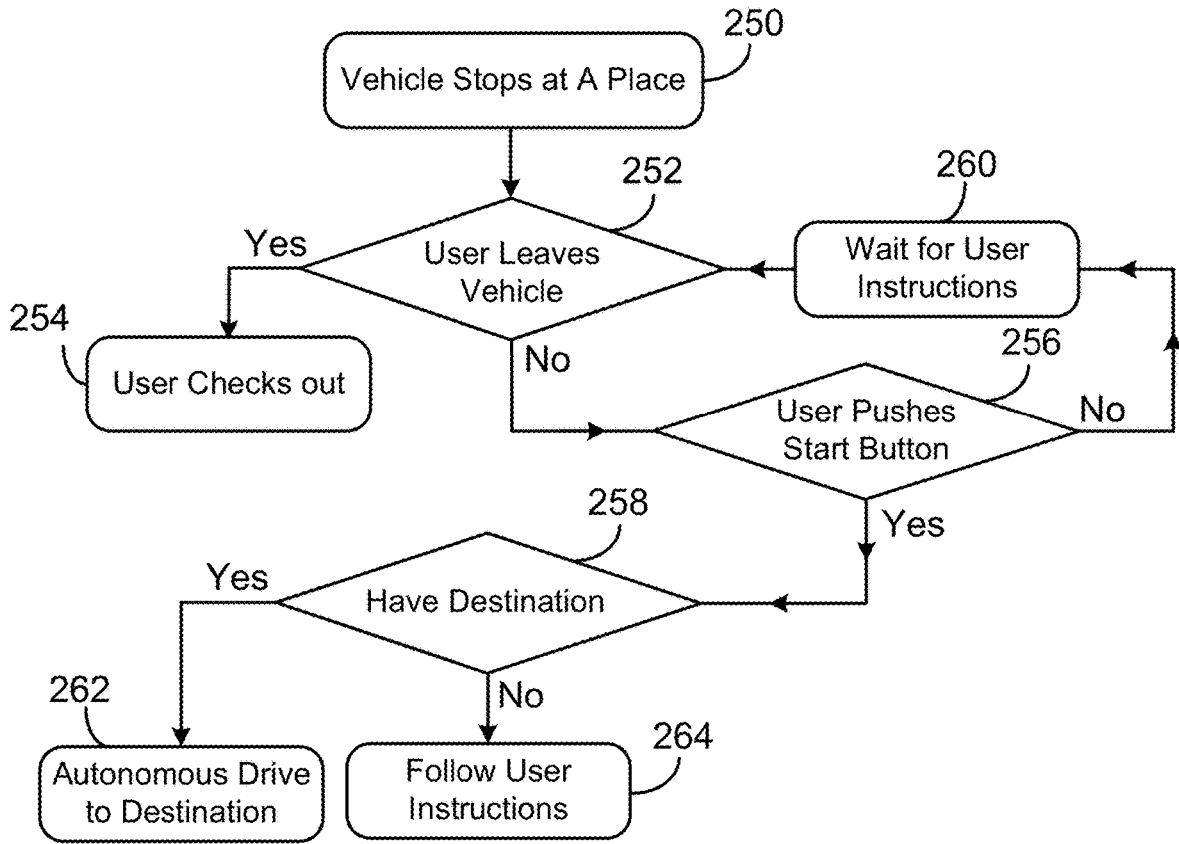 250
Vehicle Stops at A Place
252
260
Yes
User Leaves
Vehicle
Wait for User
Instructions
254
No
256
User Checks out
User Pushes
Start Button
No
258
Yes
Yes
Have Destination
262
No
264
Autonomous Drive
to Destination
Follow User
Instructions